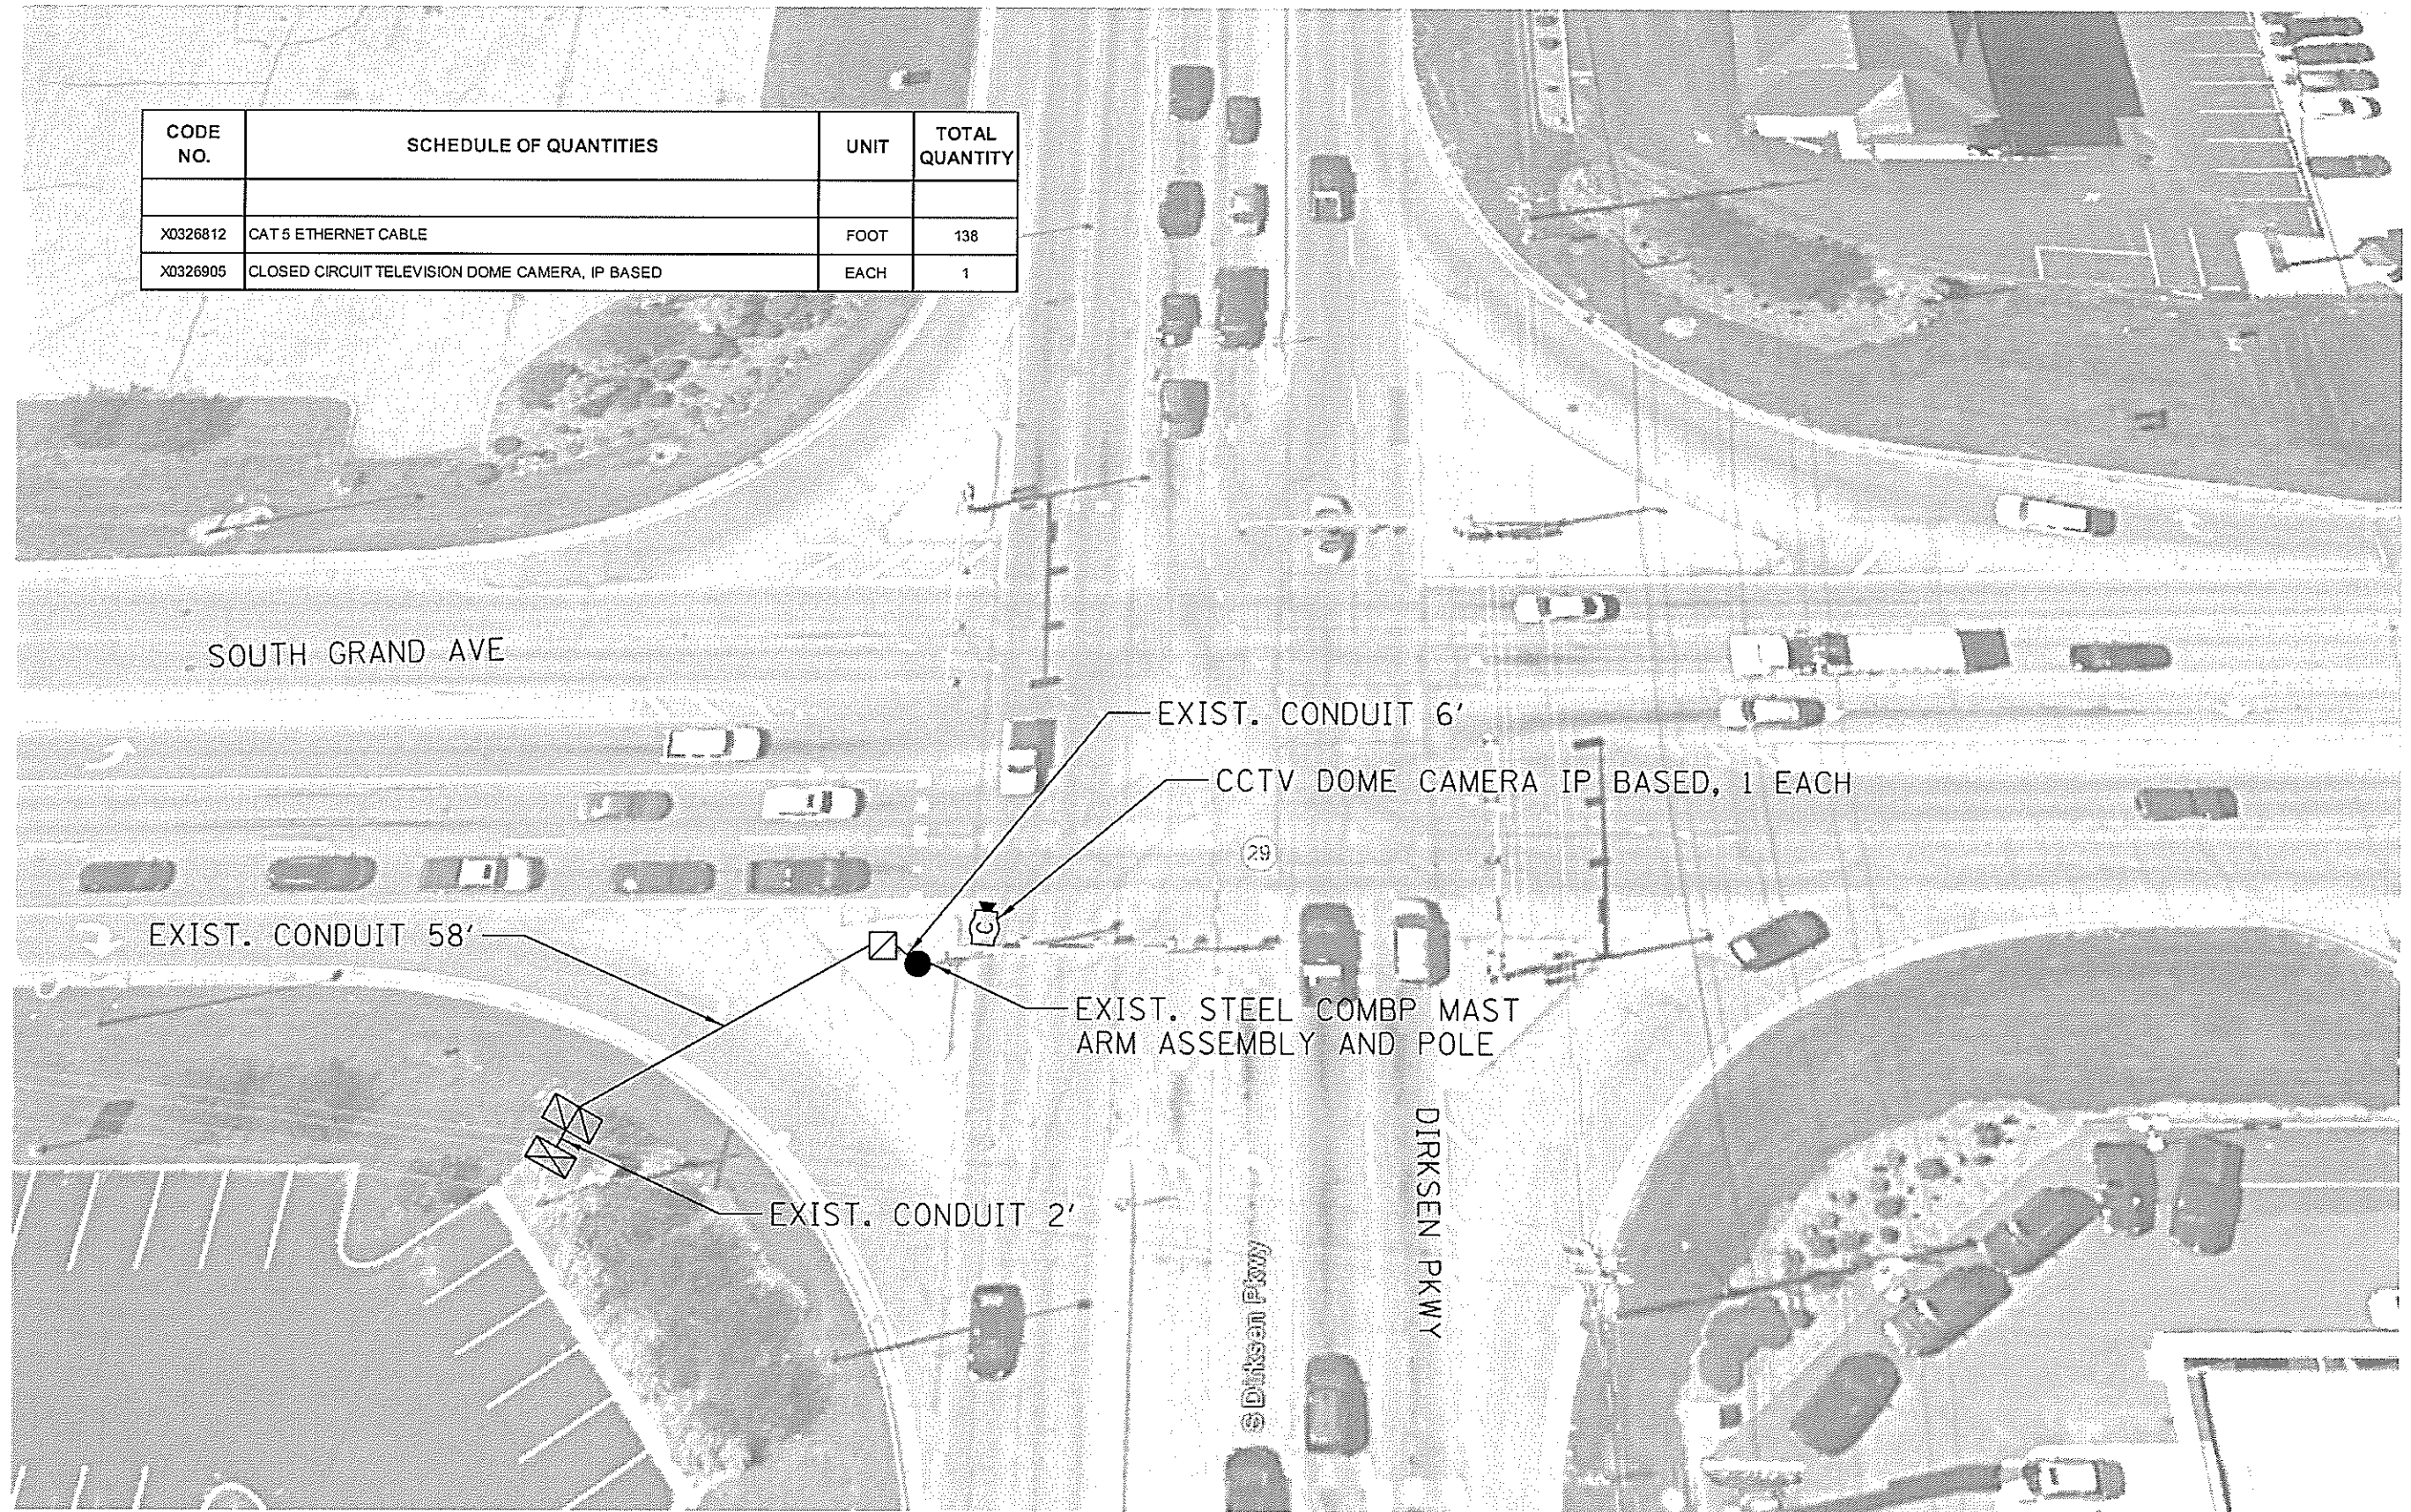 CODE NO. SCHEDULE OF QUANTITIES UNIT TOTAL QUANTITY
X0326812 CAT 5 ETHERNET CABLE FOOT 138
X0326905 CLOSED CIRCUIT TELEVISION DOME CAMERA, IP BASED EACH 1
SOUTH GRAND AVE
EXIST. CONDUIT 6'
CCTV DOME CAMERA IP BASED, 1 EACH
29
C
EXIST. CONDUIT 58'
EXIST. STEEL COMBP MAST
ARM ASSEMBLY AND POLE
EXIST. CONDUIT 2'
DIRKSEN PKWY
S Dirksen Pkwy